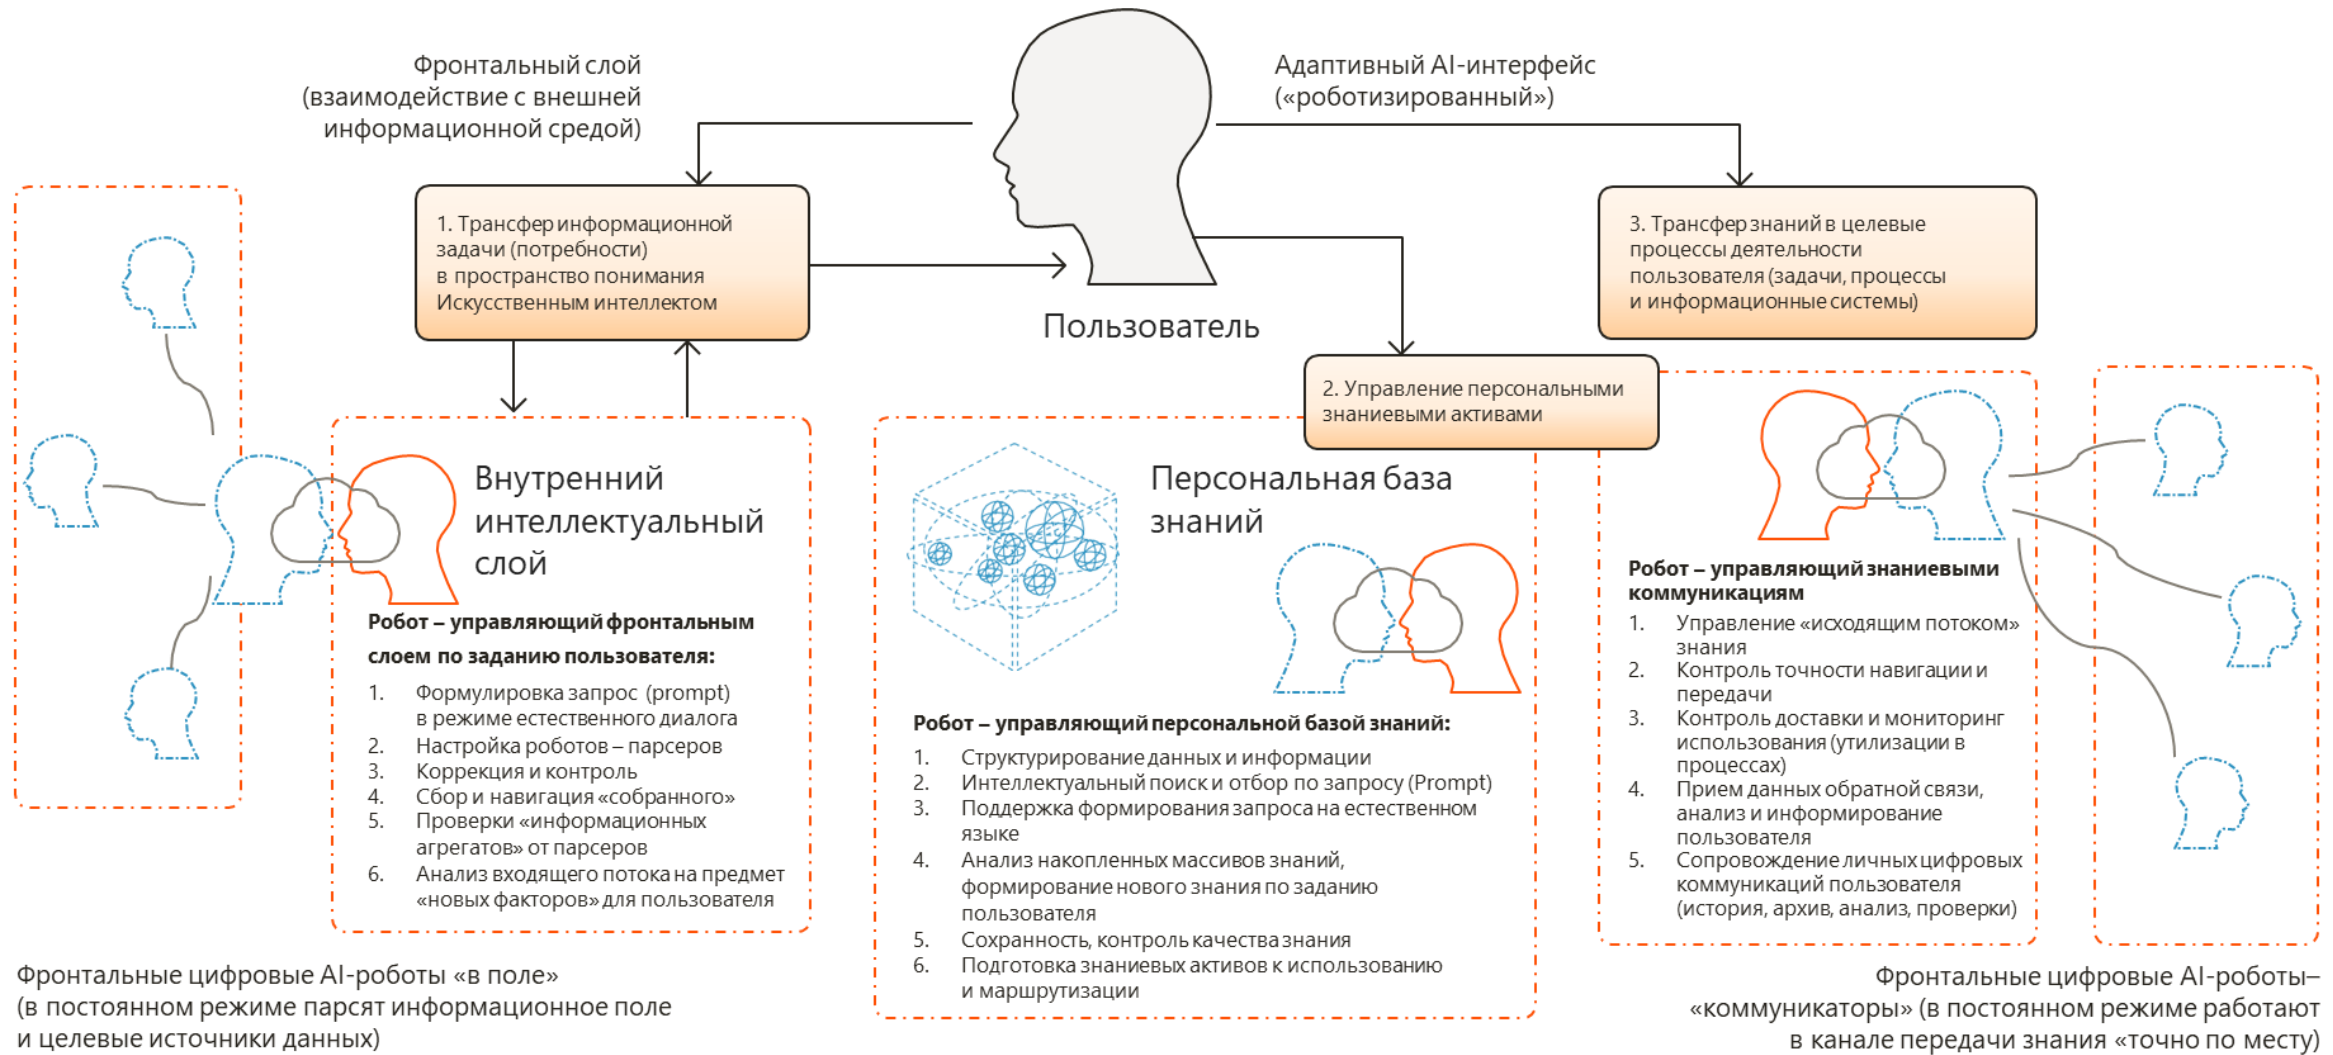 Фронтальный слой
(взаимодействие с внешней
информационной средой)
Адаптивный AI-интерфейс
(«роботизированный»)
1. Трансфер информационной
задачи (потребности)
в пространство понимания
Искусственным интеллектом
Пользователь
3. Трансфер знаний в целевые
процессы деятельности
пользователя (задачи, процессы
и информационные системы)
2. Управление персональными
знаниевыми активами
Внутренний
интеллектуальный
слой
Робот – управляющий фронтальным
слоем по заданию пользователя:
1. Формулировка запрос (prompt)
в режиме естественного диалога
2. Настройка роботов – парсеров
3. Коррекция и контроль
4. Сбор и навигация «собранного»
5. Проверки «информационных
агрегатов» от парсеров
6. Анализ входящего потока на предмет
«новых факторов» для пользователя
Персональная база
знаний
Робот – управляющий персональной базой знаний:
1. Структурирование данных и информации
2. Интеллектуальный поиск и отбор по запросу (Prompt)
3. Поддержка формирования запроса на естественном
языке
4. Анализ накопленных массивов знаний,
формирование нового знания по заданию
пользователя
5. Сохранность, контроль качества знания
6. Подготовка знаниевых активов к использованию
и маршрутизации
Робот – управляющий знаниевыми
коммуникациям
1. Управление «исходящим потоком»
знания
2. Контроль точности навигации и
передачи
3. Контроль доставки и мониторинг
использования (утилизации в
процессах)
4. Прием данных обратной связи,
анализ и информирование
пользователя
5. Сопровождение личных цифровых
коммуникаций пользователя
(история, архив, анализ, проверки)
Фронтальные цифровые AI-роботы «в поле»
(в постоянном режиме парсят информационное поле
и целевые источники данных)
Фронтальные цифровые AI-роботы–
«коммуникаторы» (в постоянном режиме работают
в канале передачи знания «точно по месту)